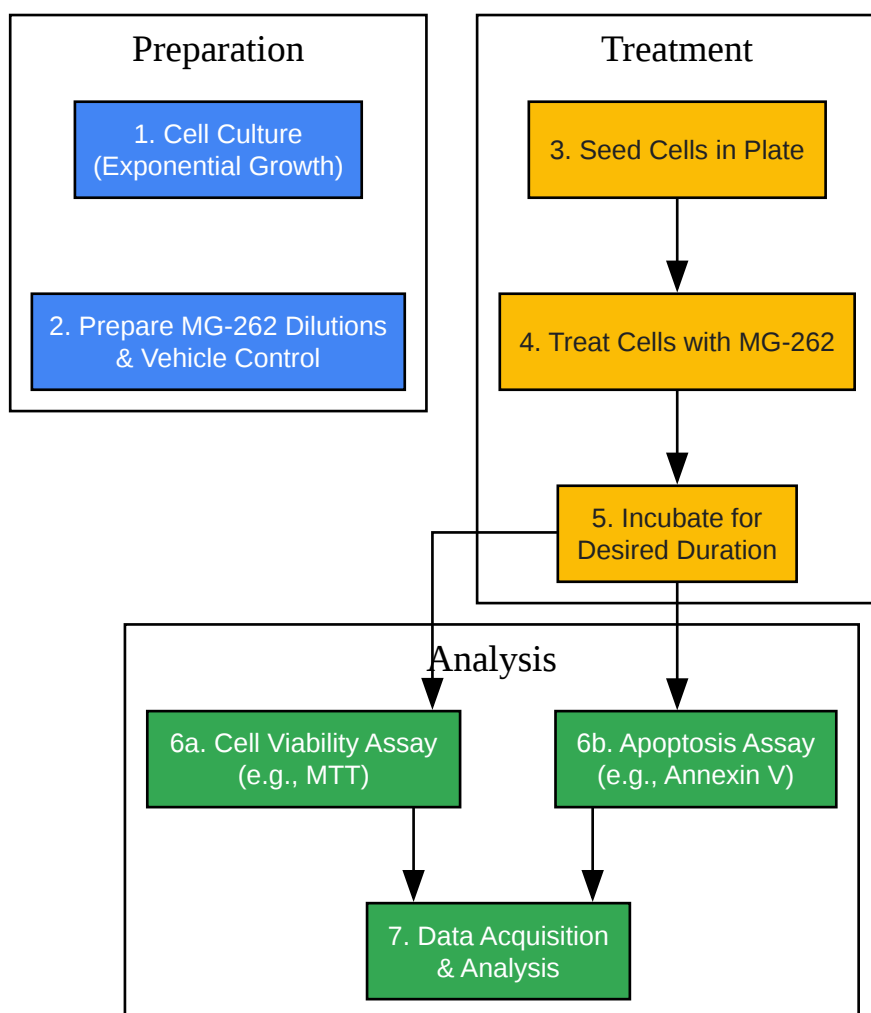 Preparation
1. Cell Culture
(Exponential Growth)
2. Prepare MG-262 Dilutions
& Vehicle Control
Treatment
3. Seed Cells in Plate
4. Treat Cells with MG-262
5. Incubate for
Desired Duration
Analysis
6a. Cell Viability Assay
(e.g., MTT)
6b. Apoptosis Assay
(e.g., Annexin V)
7. Data Acquisition
& Analysis